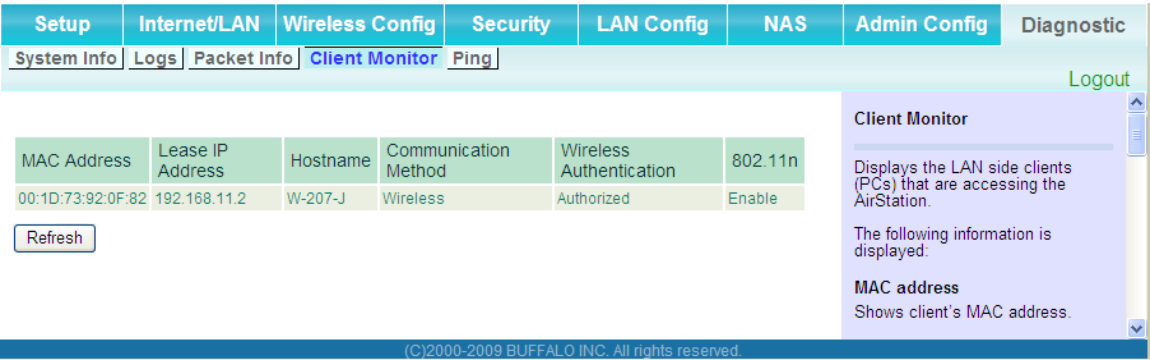 Setup Internet/LAN Wireless Config Security LAN Config NAS Admin Config Diagnostic
System Info Logs Packet Info Client Monitor Ping
Logout
MAC Address Lease IP Address Hostname Communication Method Wireless Authentication 802.11n
00:1D:73:92:0F:82 192.168.11.2 W-207-J Wireless Authorized Enable
Refresh
Client Monitor
Displays the LAN side clients
(PCs) that are accessing the
AirStation.
The following information is
displayed:
MAC address
Shows client's MAC address.
(C)2000-2009 BUFFALO INC. All rights reserved.